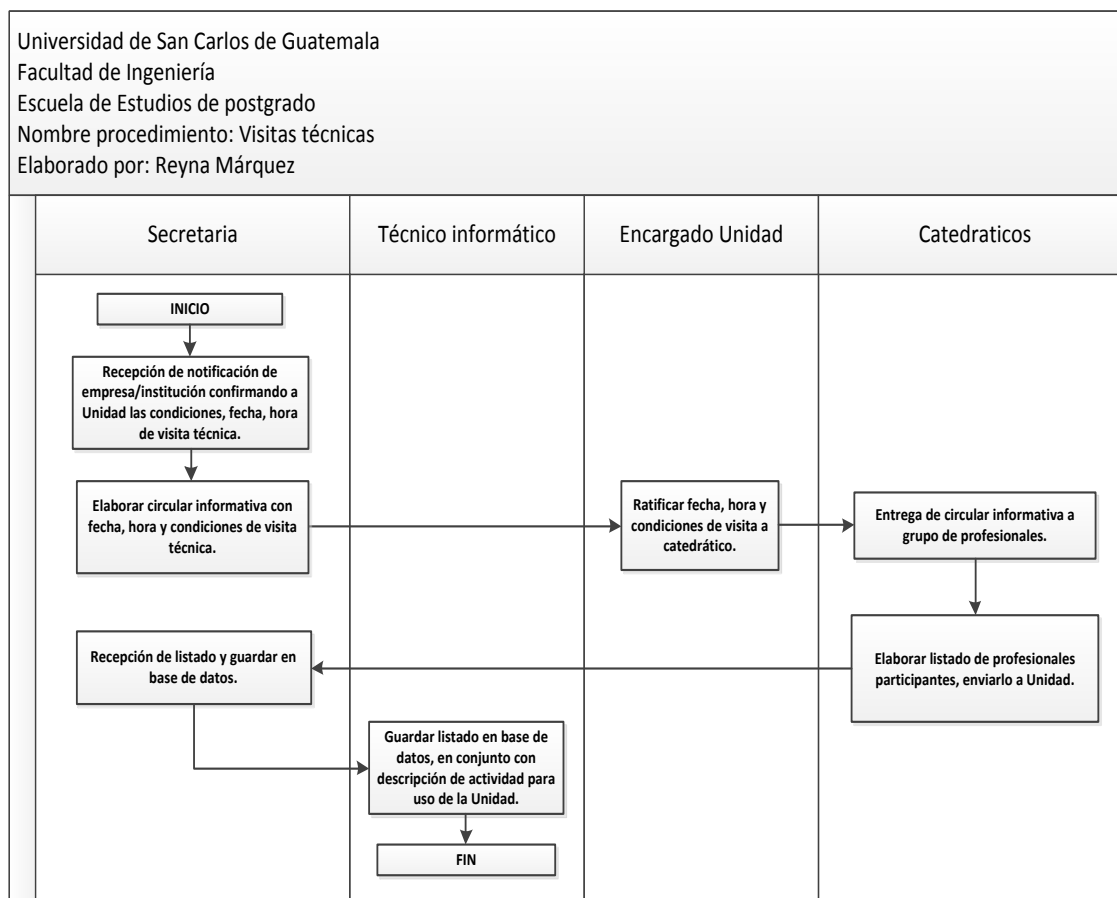 Universidad de San Carlos de Guatemala
Facultad de Ingeniería
Escuela de Estudios de postgrado
Nombre procedimiento: Visitas técnicas
Elaborado por: Reyna Márquez
Secretaria
Técnico informático
Encargado Unidad
Catedraticos
INICIO
Recepción de notificación de
empresa/institución confirmando a
Unidad las condiciones, fecha, hora
de visita técnica.
Elaborar circular informativa con
fecha, hora y condiciones de visita
técnica.
Ratificar fecha, hora y
condiciones de visita a
catedrático.
Entrega de circular informativa a
grupo de profesionales.
Elaborar listado de profesionales
participantes, enviarlo a Unidad.
Recepción de listado y guardar en
base de datos.
Guardar listado en base de
datos, en conjunto con
descripción de actividad para
uso de la Unidad.
FIN